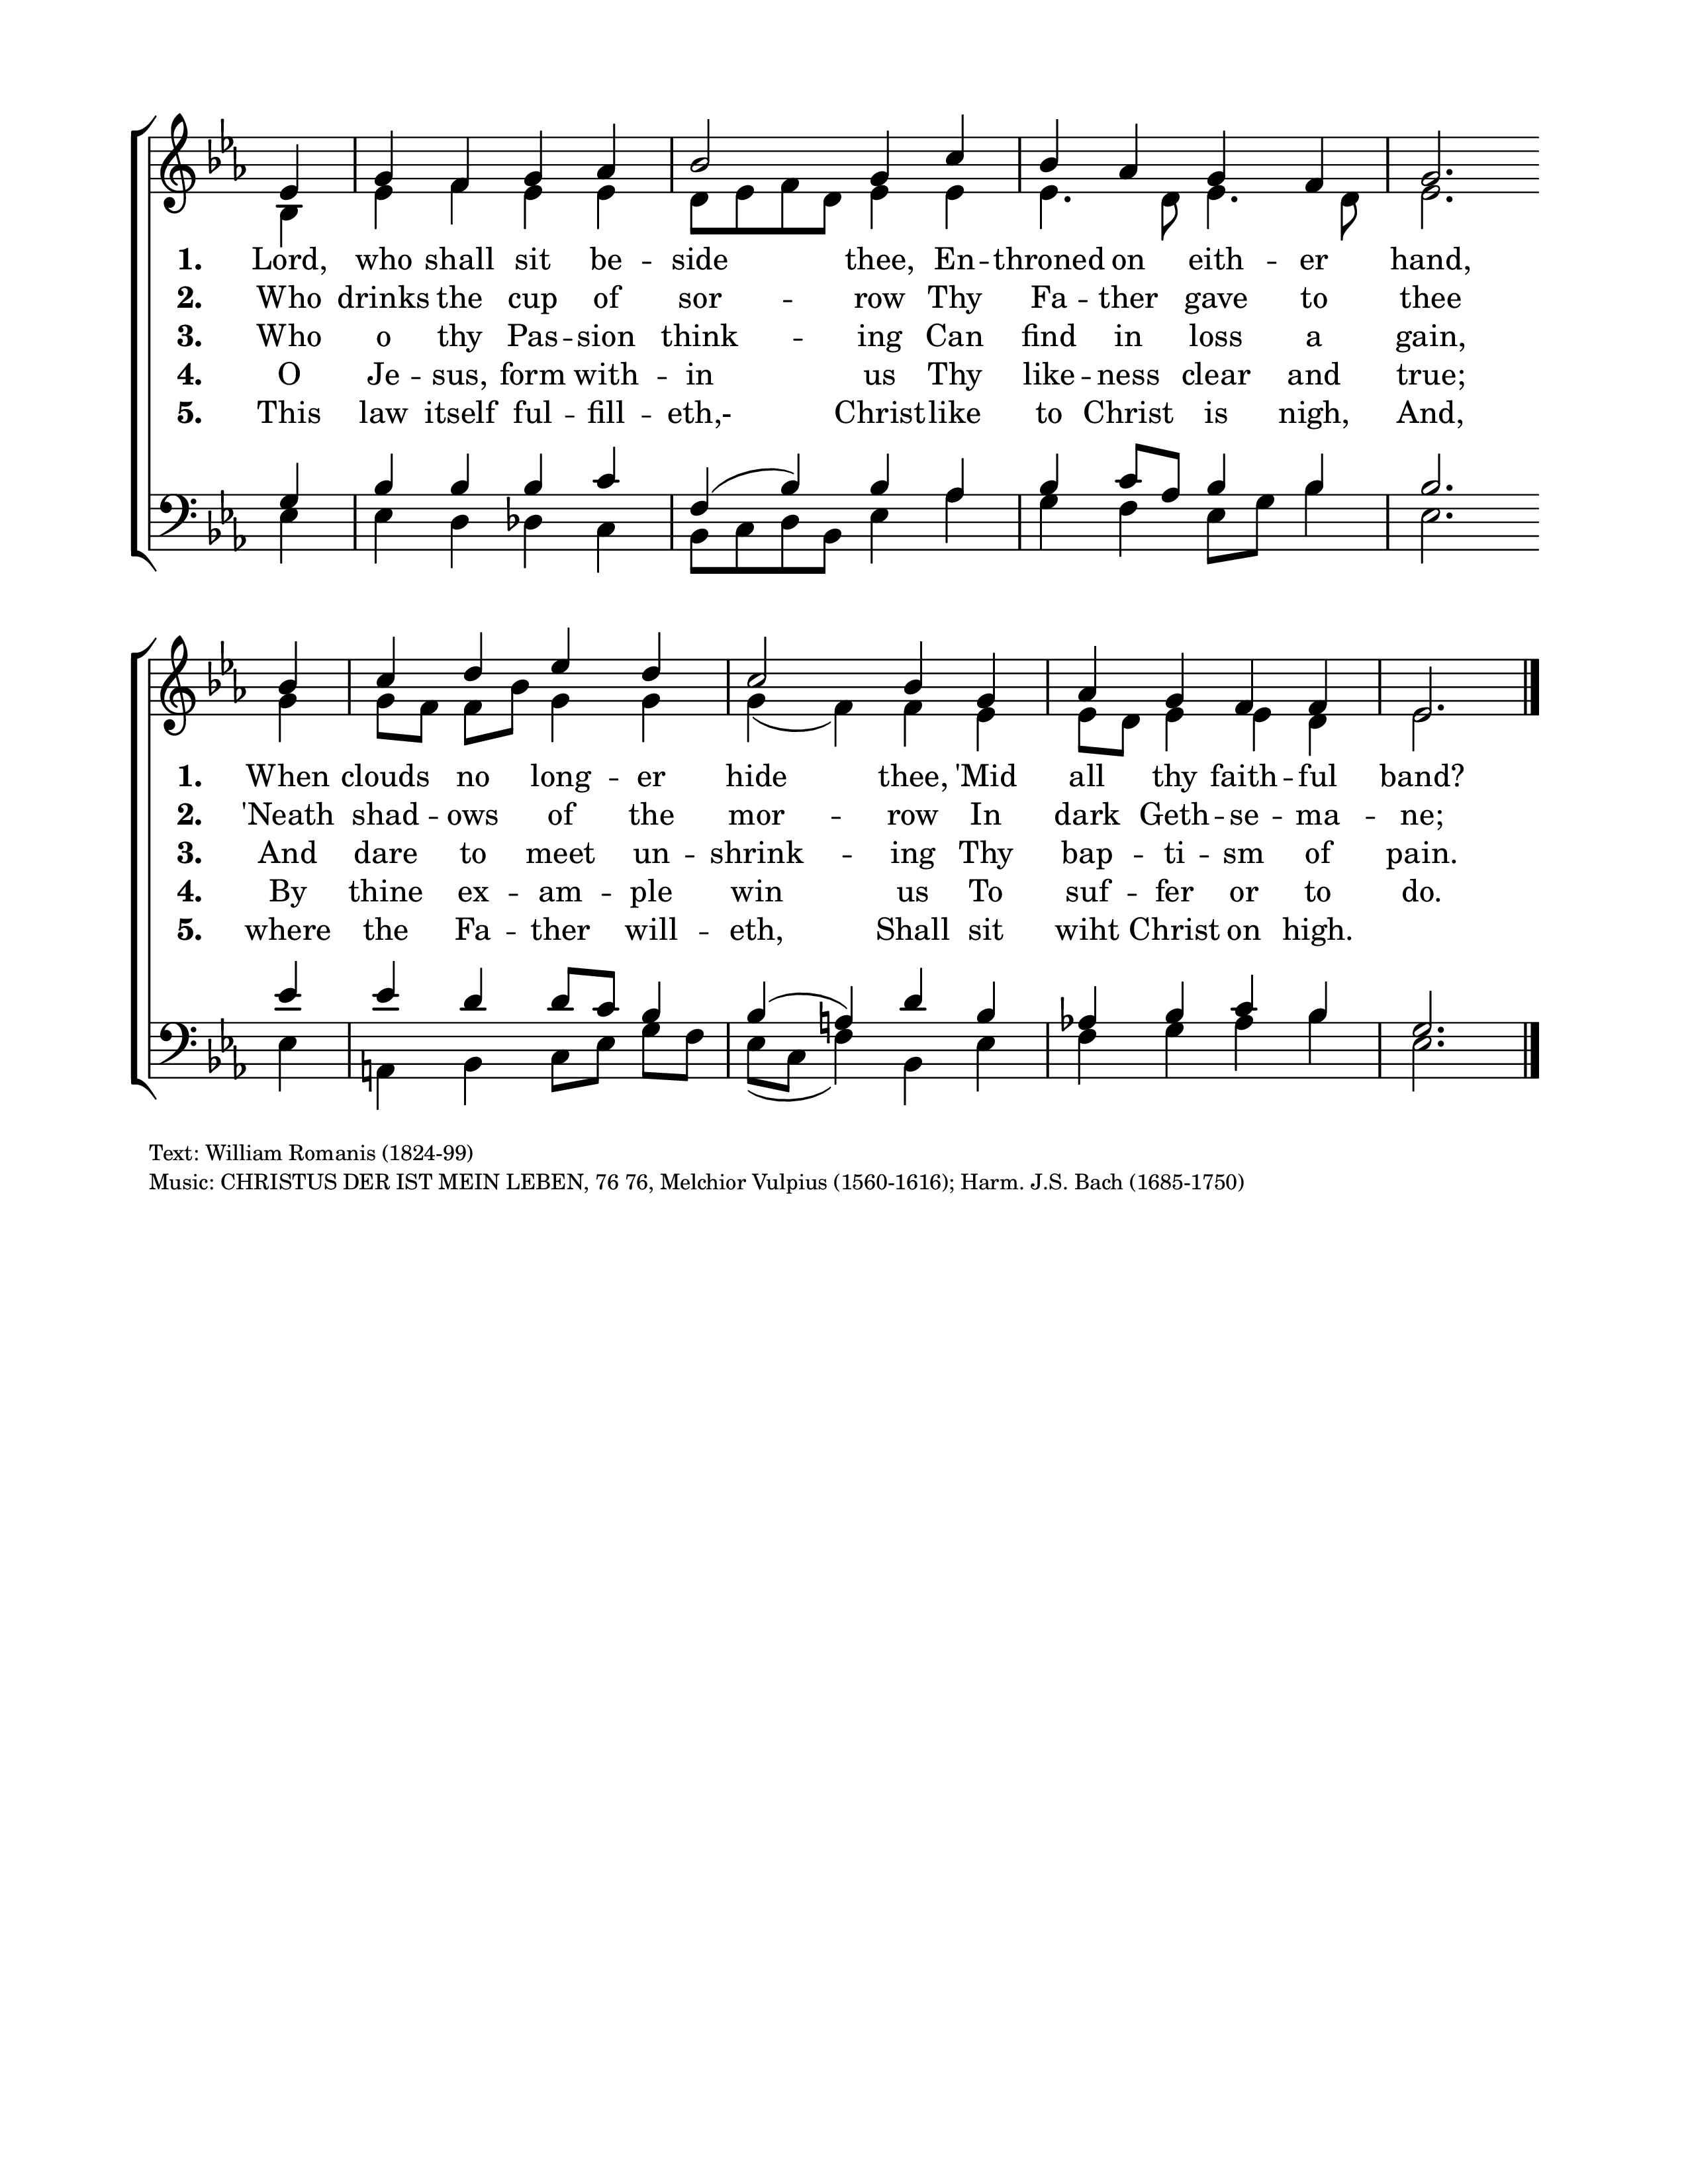 1. Lord, who shall sit be - side thee, En - throned on eith - er hand,
2. Who drinks the cup of sor - row Thy Fa - ther gave to thee
3. Who o thy Pas - sion think - ing Can find in loss a gain,
4. O Je - sus, form with - in us Thy like - ness clear and true;
5. This law itself ful - fill - eth,- Christ-like to Christ is nigh, And,
1. When clouds no long - er hide thee, 'Mid all thy faith - ful band?
2. 'Neath shad - ows of the mor - row In dark Geth - se - ma - ne;
3. And dare to meet un - shrink - ing Thy bap - ti - sm of pain.
4. By thine ex - am - ple win us To suf - fer or to do.
5. where the Fa - ther will - eth, Shall sit wiht Christ on high.
Text: William Romanis (1824-99)
Music: CHRISTUS DER IST MEIN LEBEN, 76 76, Melchior Vulpius (1560-1616); Harm. J.S. Bach (1685-1750)